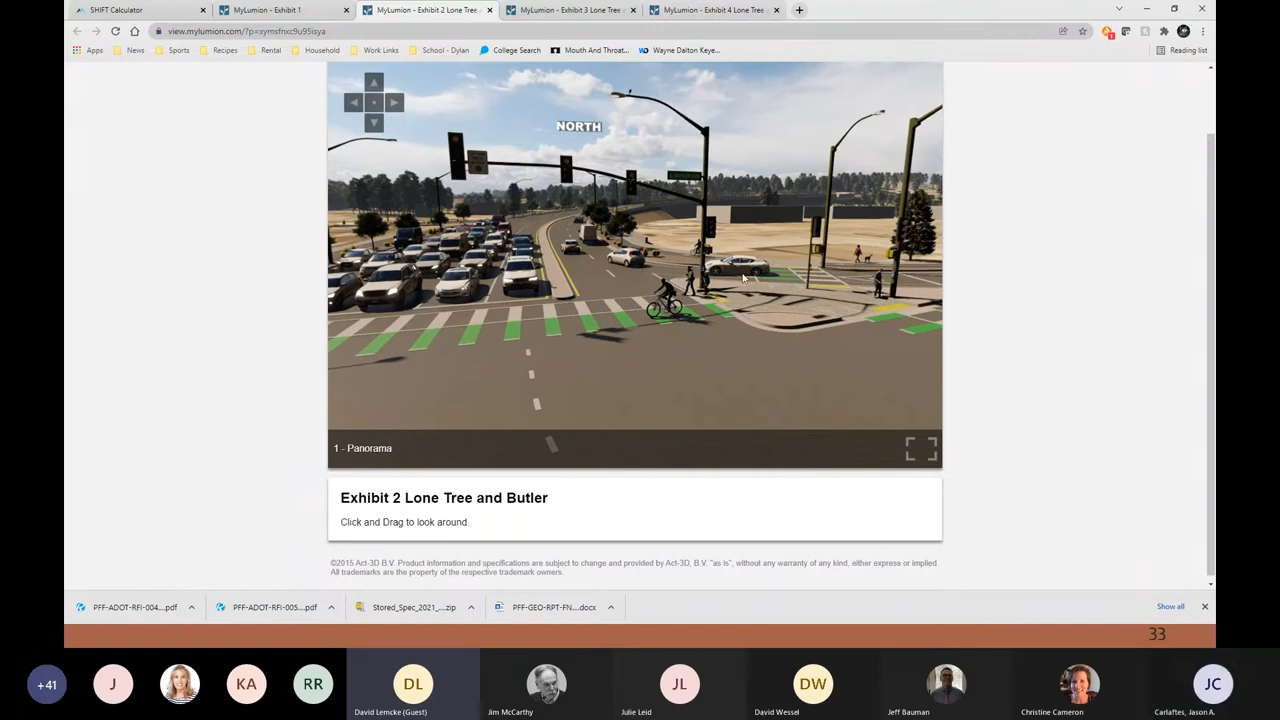 SHIFT Calculator
MyLumion - Exhibit 1
MyLumion - Exhibit 2 Lone Tree
MyLumion - Exhibit 3 Lone Tree
MyLumion - Exhibit 4 Lone Tree
view.mylumion.com/?p=xymsfnxc9u95isya
Apps News Sports Recipes Rental Household Work Links School - Dylan College Search Mouth And Throat... Wayne Dalton Keye... Reading list
NORTH
1 - Panorama
Exhibit 2 Lone Tree and Butler
Click and Drag to look around.
©2015 Act-3D B.V. Product information and specifications are subject to change and provided by Act-3D, B.V. "as is", without any warranty of any kind, either express or implied.
All trademarks are the property of the respective trademark owners.
PFF-ADOT-RFI-004....pdf PFF-ADOT-RFI-005....pdf Stored_Spec_2021_....zip PFF-GEO-RPT-FN....docx Show all
33
+41 J KA RR DL JL DW JC
David Lemcke (Guest) Jim McCarthy Julie Leid David Wessel Jeff Bauman Christine Cameron Carlaftes, Jason A.